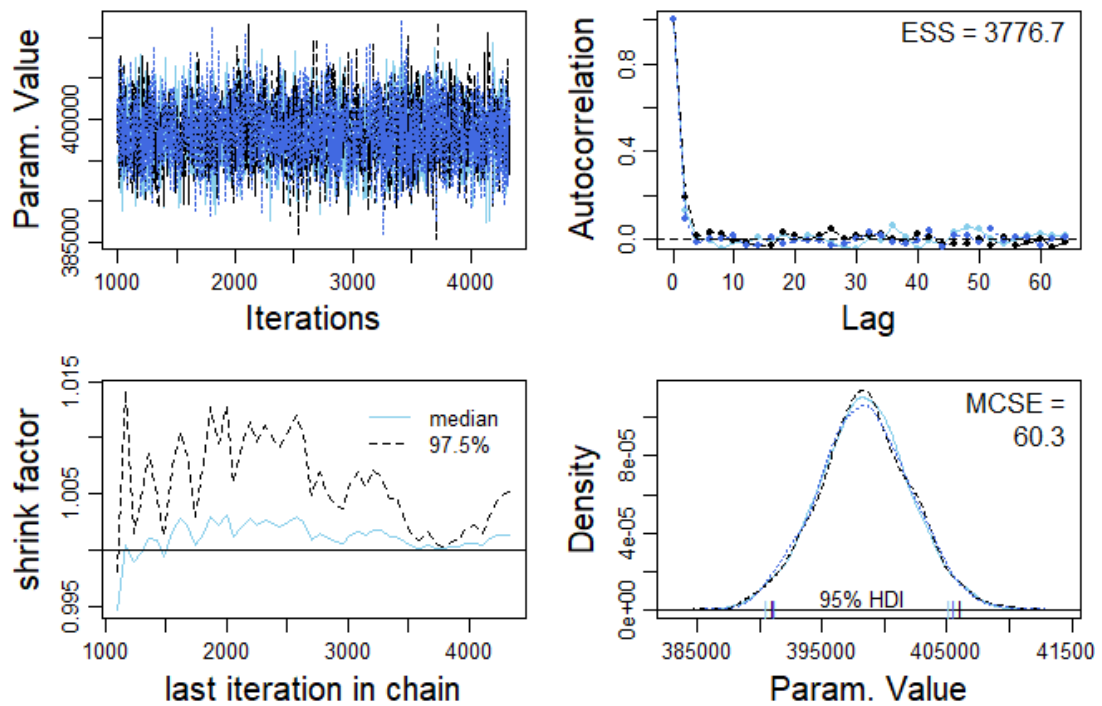 Param. Value
385000
400000
1000
2000
3000
4000
Iterations
Autocorrelation
0.0
0.4
0.8
ESS = 3776.7
0
10
20
30
40
50
60
Lag
shrink factor
0.995
1.005
1.015
median
97.5%
1000
2000
3000
4000
last iteration in chain
Density
0e+00
4e-05
8e-05
MCSE =
60.3
95% HDI
385000
395000
405000
41500
Param. Value